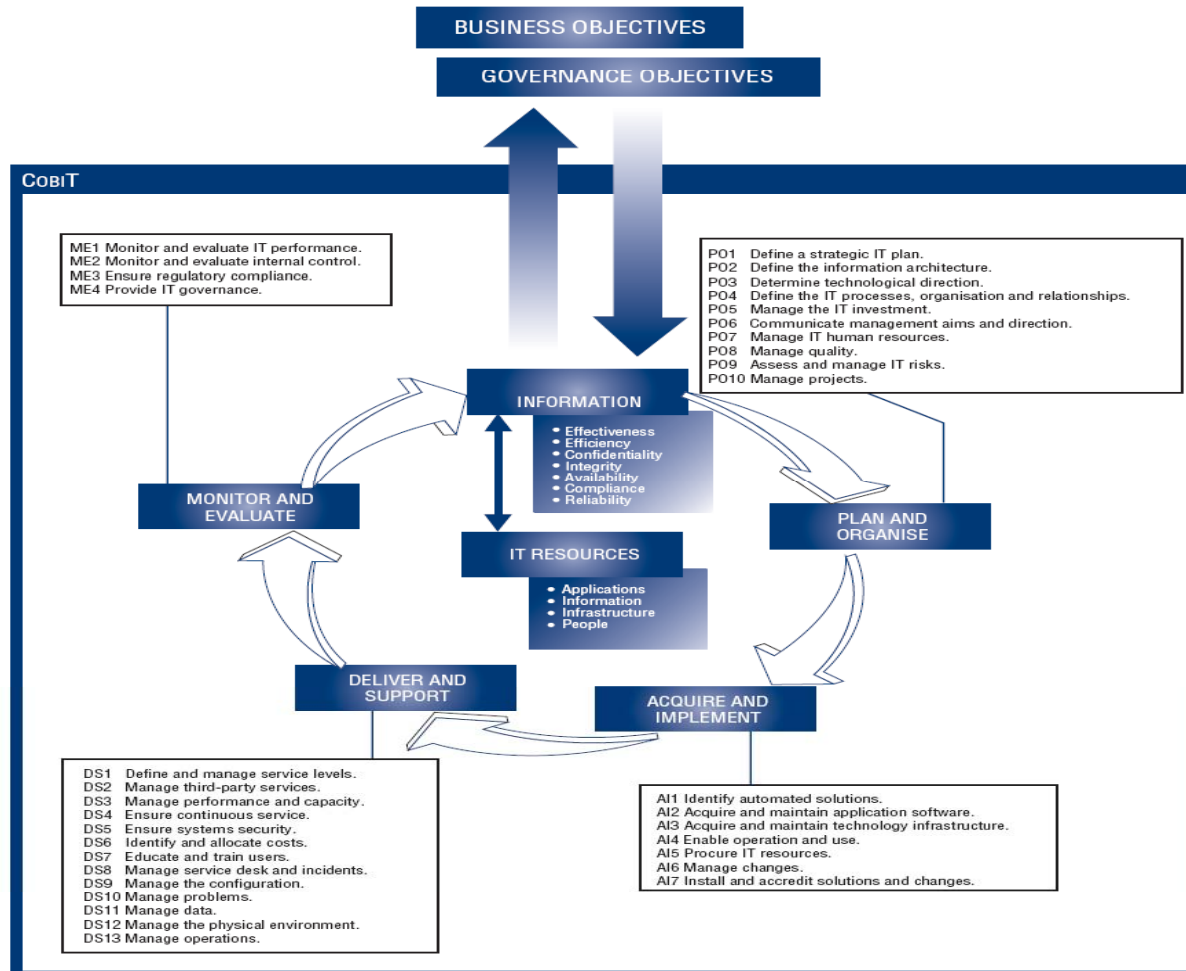 BUSINESS OBJECTIVES
GOVERNANCE OBJECTIVES
COBIT
ME1 Monitor and evaluate IT performance.
ME2 Monitor and evaluate internal control.
ME3 Ensure regulatory compliance.
ME4 Provide IT governance.
PO1 Define a strategic IT plan.
PO2 Define the information architecture.
PO3 Determine technological direction.
PO4 Define the IT processes, organisation and relationships.
PO5 Manage the IT investment.
PO6 Communicate management aims and direction.
PO7 Manage IT human resources.
PO8 Manage quality.
PO9 Assess and manage IT risks.
PO10 Manage projects.
INFORMATION
• Effectiveness
• Efficiency
• Confidentiality
• Integrity
• Availability
• Compliance
• Reliability
MONITOR AND
EVALUATE
PLAN AND
ORGANISE
IT RESOURCES
• Applications
• Information
• Infrastructure
• People
DELIVER AND
SUPPORT
ACQUIRE AND
IMPLEMENT
DS1 Define and manage service levels.
DS2 Manage third-party services.
DS3 Manage performance and capacity.
DS4 Ensure continuous service.
DS5 Ensure systems security.
DS6 Identify and allocate costs.
DS7 Educate and train users.
DS8 Manage service desk and incidents.
DS9 Manage the configuration.
DS10 Manage problems.
DS11 Manage data.
DS12 Manage the physical environment.
DS13 Manage operations.
AI1 Identify automated solutions.
AI2 Acquire and maintain application software.
AI3 Acquire and maintain technology infrastructure.
AI4 Enable operation and use.
AI5 Procure IT resources.
AI6 Manage changes.
AI7 Install and accredit solutions and changes.